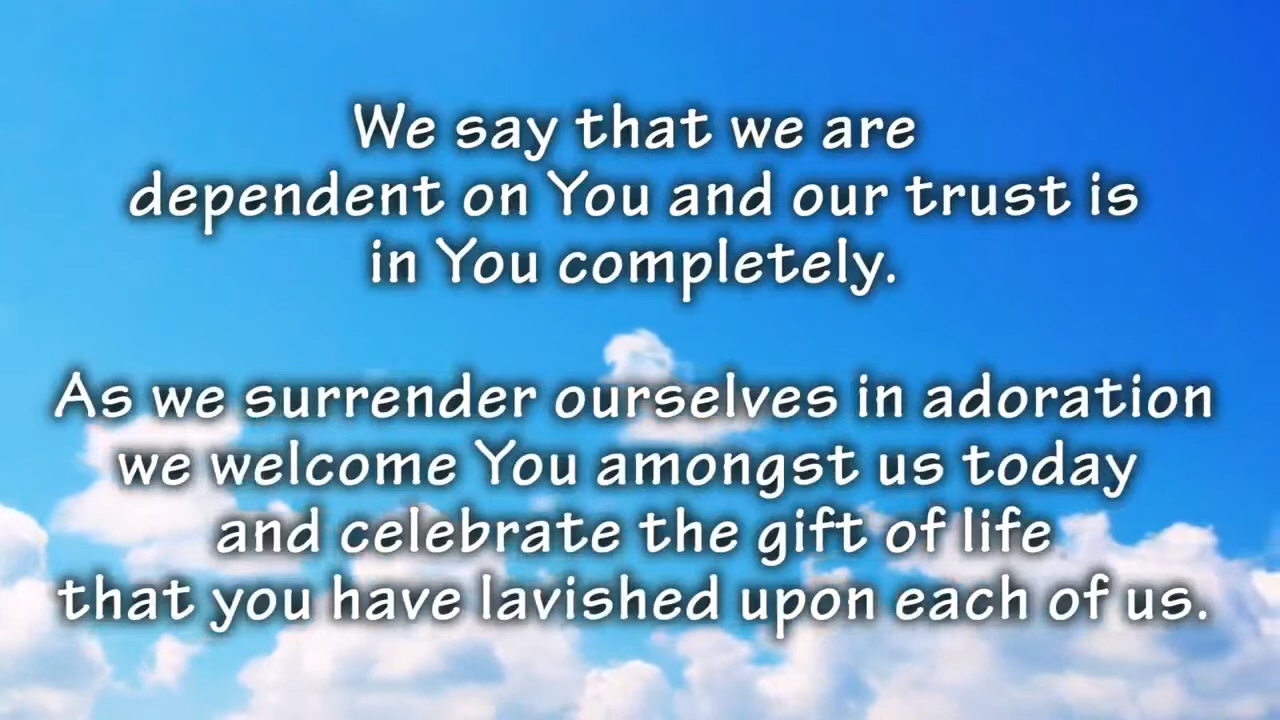 We say that we are
dependent on You and our trust is
in You completely.
As we surrender ourselves in adoration
we welcome You amongst us today
and celebrate the gift of life
that you have lavished upon each of us.